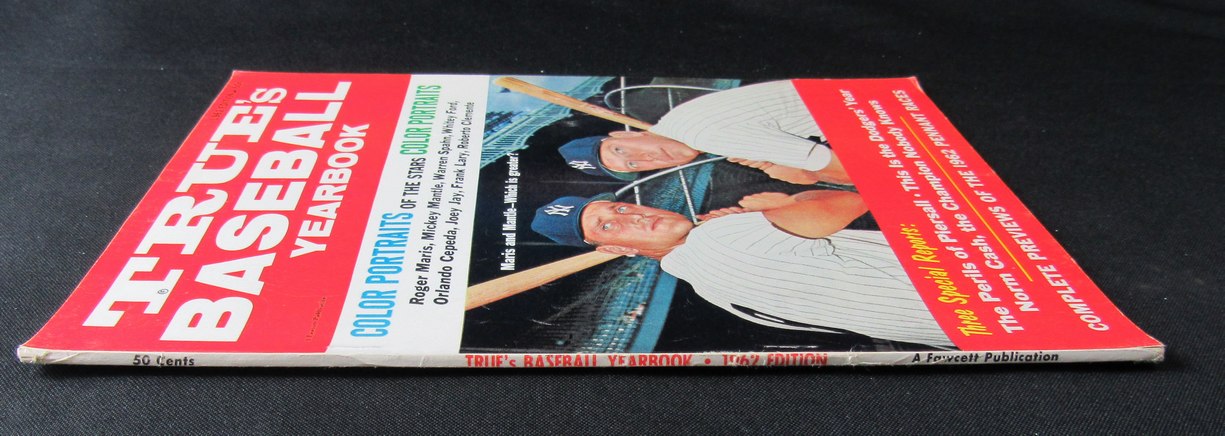 TRUE's
BASEBALL
YEARBOOK
®
COLOR PORTRAITS OF THE STARS COLOR PORTRAITS
Roger Maris, Mickey Mantle, Warren Spahn, Whitey Ford,
Orlando Cepeda, Joey Jay, Frank Lary, Roberto Clemente
Maris and Mantle—Which is greater?
NY
NY
Three Special Reports:
The Perils of Piersall • This is the Dodgers' Year
Norm Cash, the Champion Nobody Knows
COMPLETE PREVIEWS OF THE 1962 PENNANT RACES
50 Cents TRUE's BASEBALL YEARBOOK • 1962 EDITION A Fawcett Publication